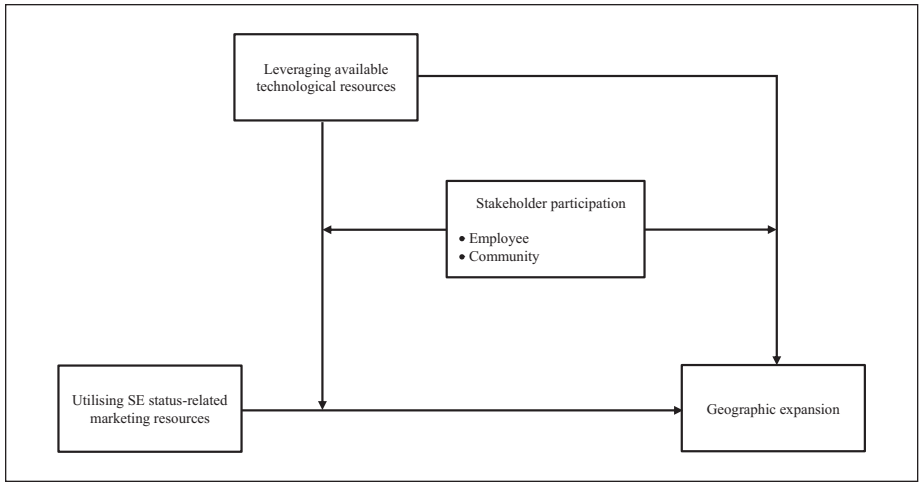 Leveraging available
technological resources
Stakeholder participation
• Employee
• Community
Utilising SE status-related
marketing resources
Geographic expansion